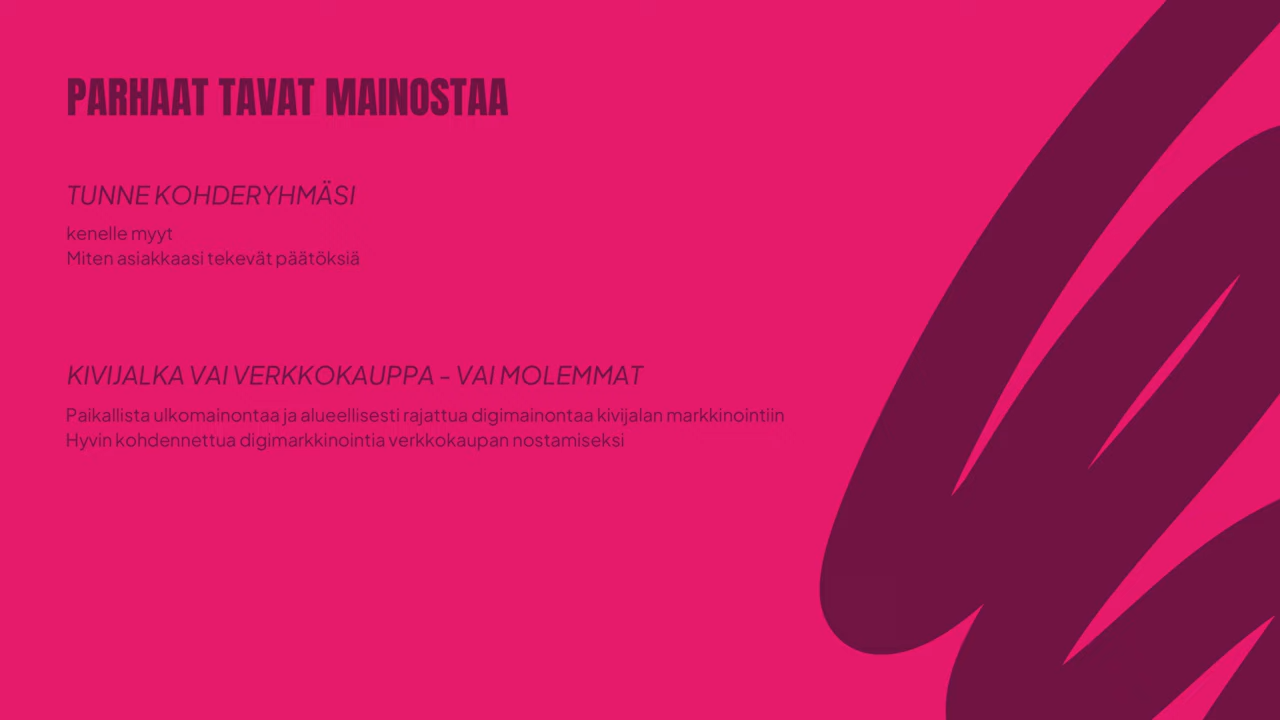 PARHAAT TAVAT MAINOSTAA
TUNNE KOHDERYHMÄSI
kenelle myyt
Miten asiakkaasi tekevät päätöksiä
KIVIJALKA VAI VERKKOKAUPPA - VAI MOLEMMAT
Paikallista ulkomainontaa ja alueellisesti rajattua digimainontaa kivijalan markkinointiin
Hyvin kohdennettua digimarkkinointia verkkokaupan nostamiseksi